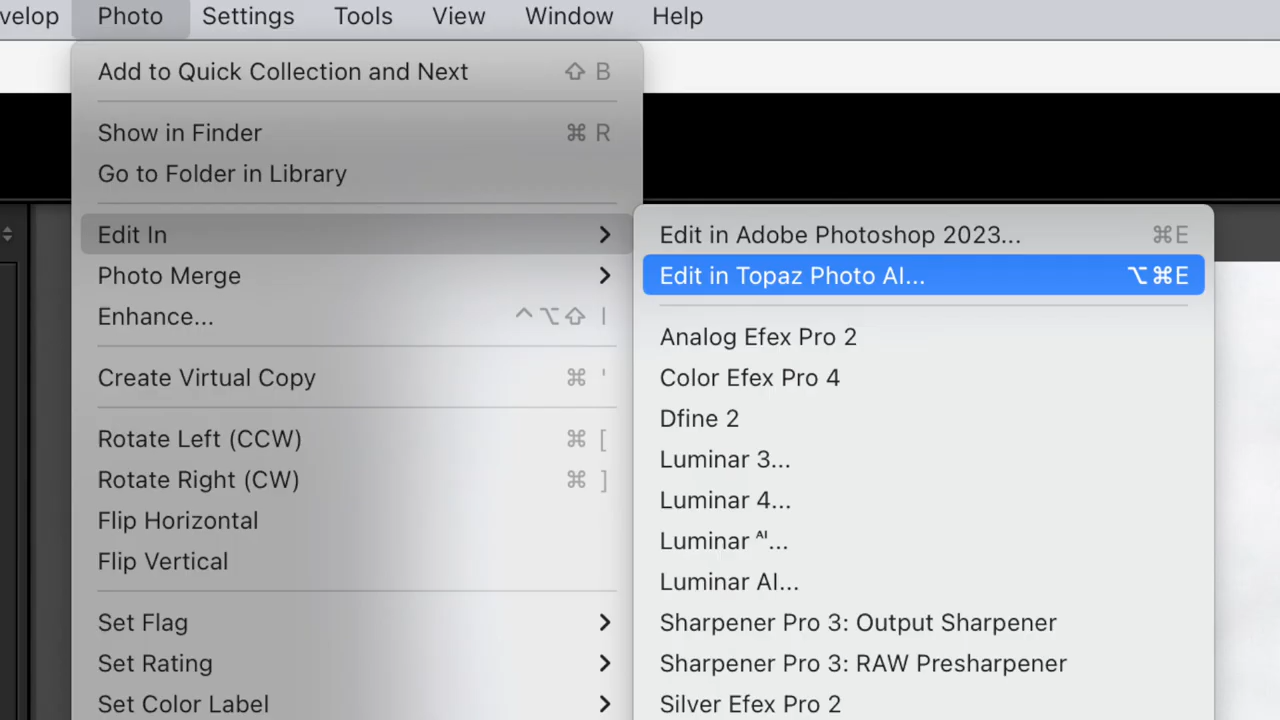 velop Photo Settings Tools View Window Help
Add to Quick Collection and Next ⇧ B
Show in Finder ⌘ R
Go to Folder in Library
Edit In >
Photo Merge >
Enhance... ^⌥⇧ I
Create Virtual Copy ⌘ '
Rotate Left (CCW) ⌘ [
Rotate Right (CW) ⌘ ]
Flip Horizontal
Flip Vertical
Set Flag >
Set Rating >
Set Color Label >
Edit in Adobe Photoshop 2023... ⌘E
Edit in Topaz Photo AI... ⌥⌘E
Analog Efex Pro 2
Color Efex Pro 4
Dfine 2
Luminar 3...
Luminar 4...
Luminar ᴬᴵ...
Luminar AI...
Sharpener Pro 3: Output Sharpener
Sharpener Pro 3: RAW Presharpener
Silver Efex Pro 2